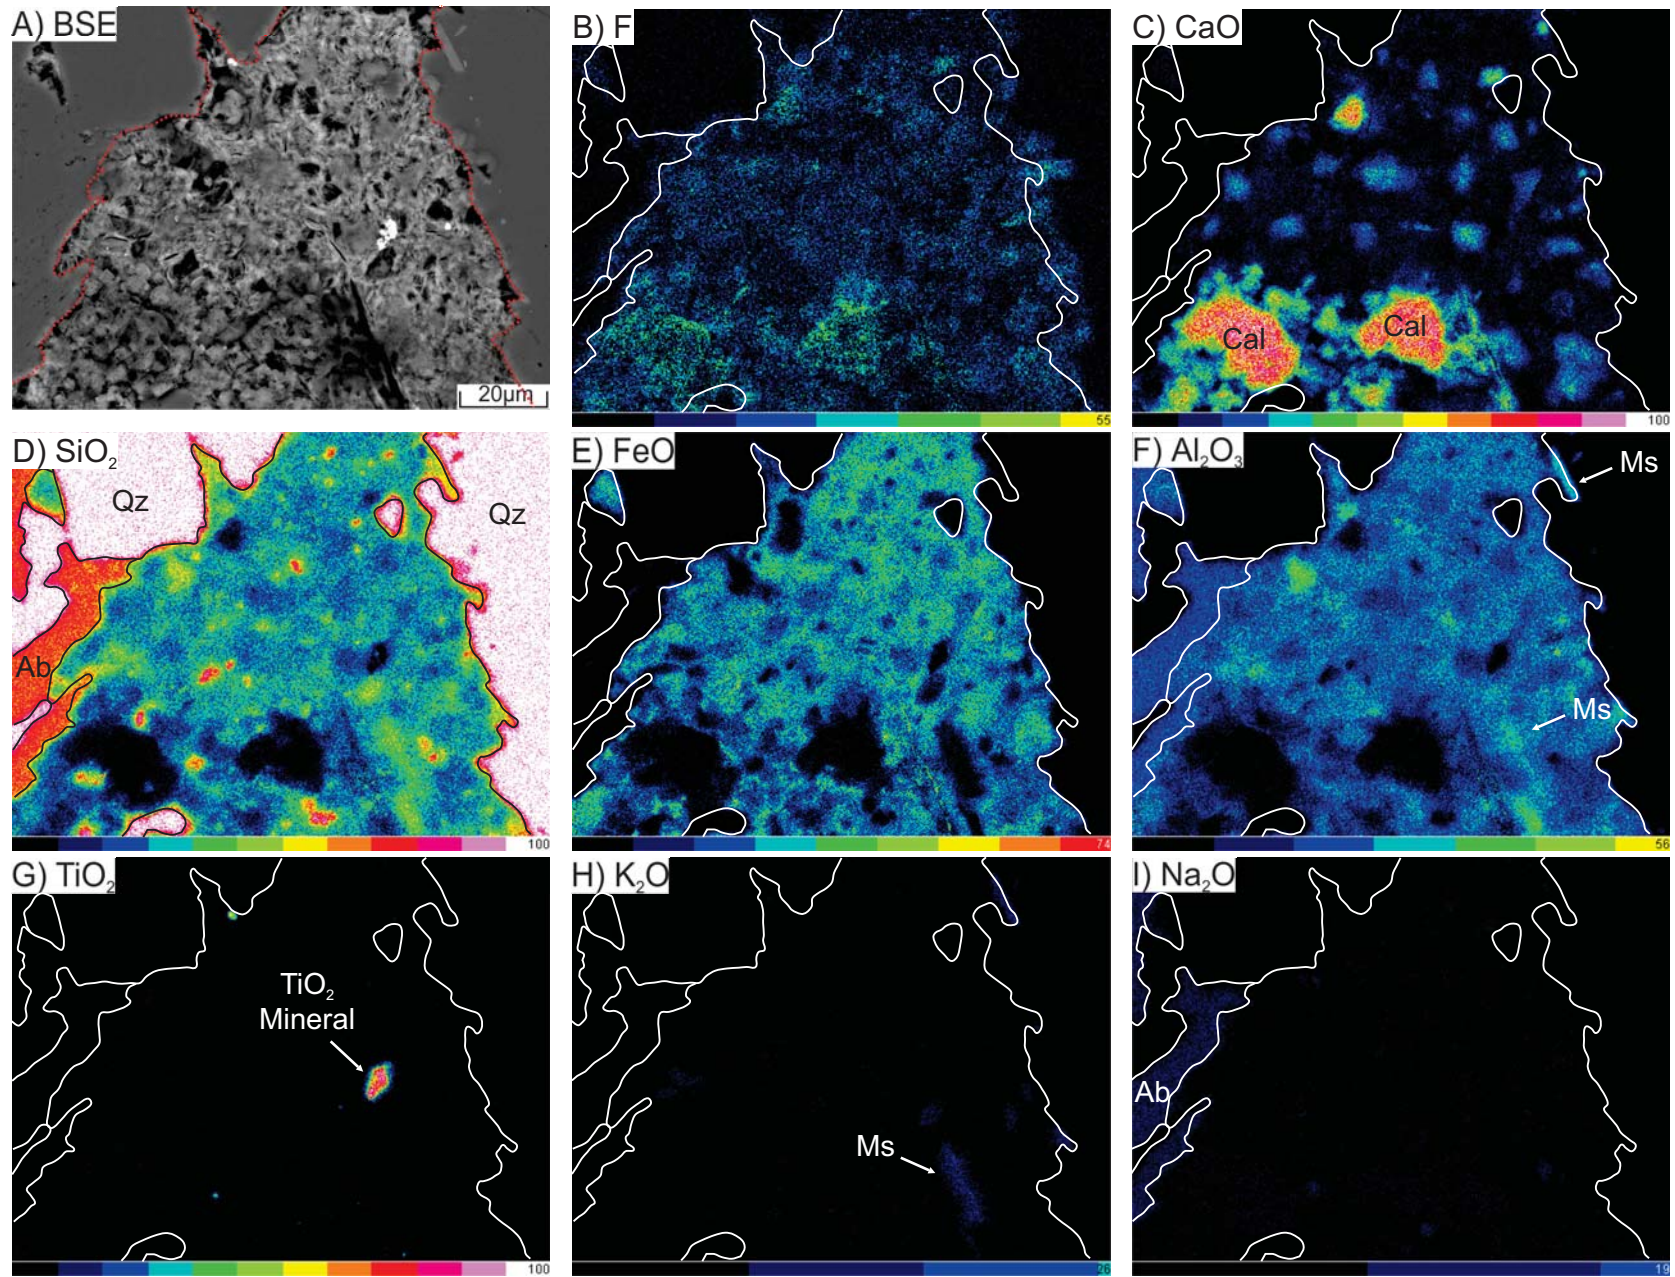 A) BSE
20µm
B) F
55
C) CaO
Cal
Cal
100
D) SiO₂
Qz
Qz
Ab
100
E) FeO
74
F) Al₂O₃
Ms
Ms
56
G) TiO₂
TiO₂
Mineral
100
H) K₂O
Ms
26
I) Na₂O
Ab
19